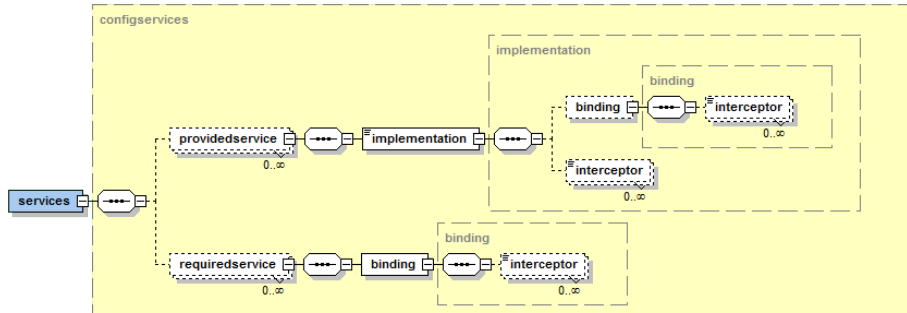 configservices
implementation
binding
binding
interceptor
0..∞
providedservice
implementation
0..∞
interceptor
0..∞
services
binding
requiredservice
binding
interceptor
0..∞
0..∞